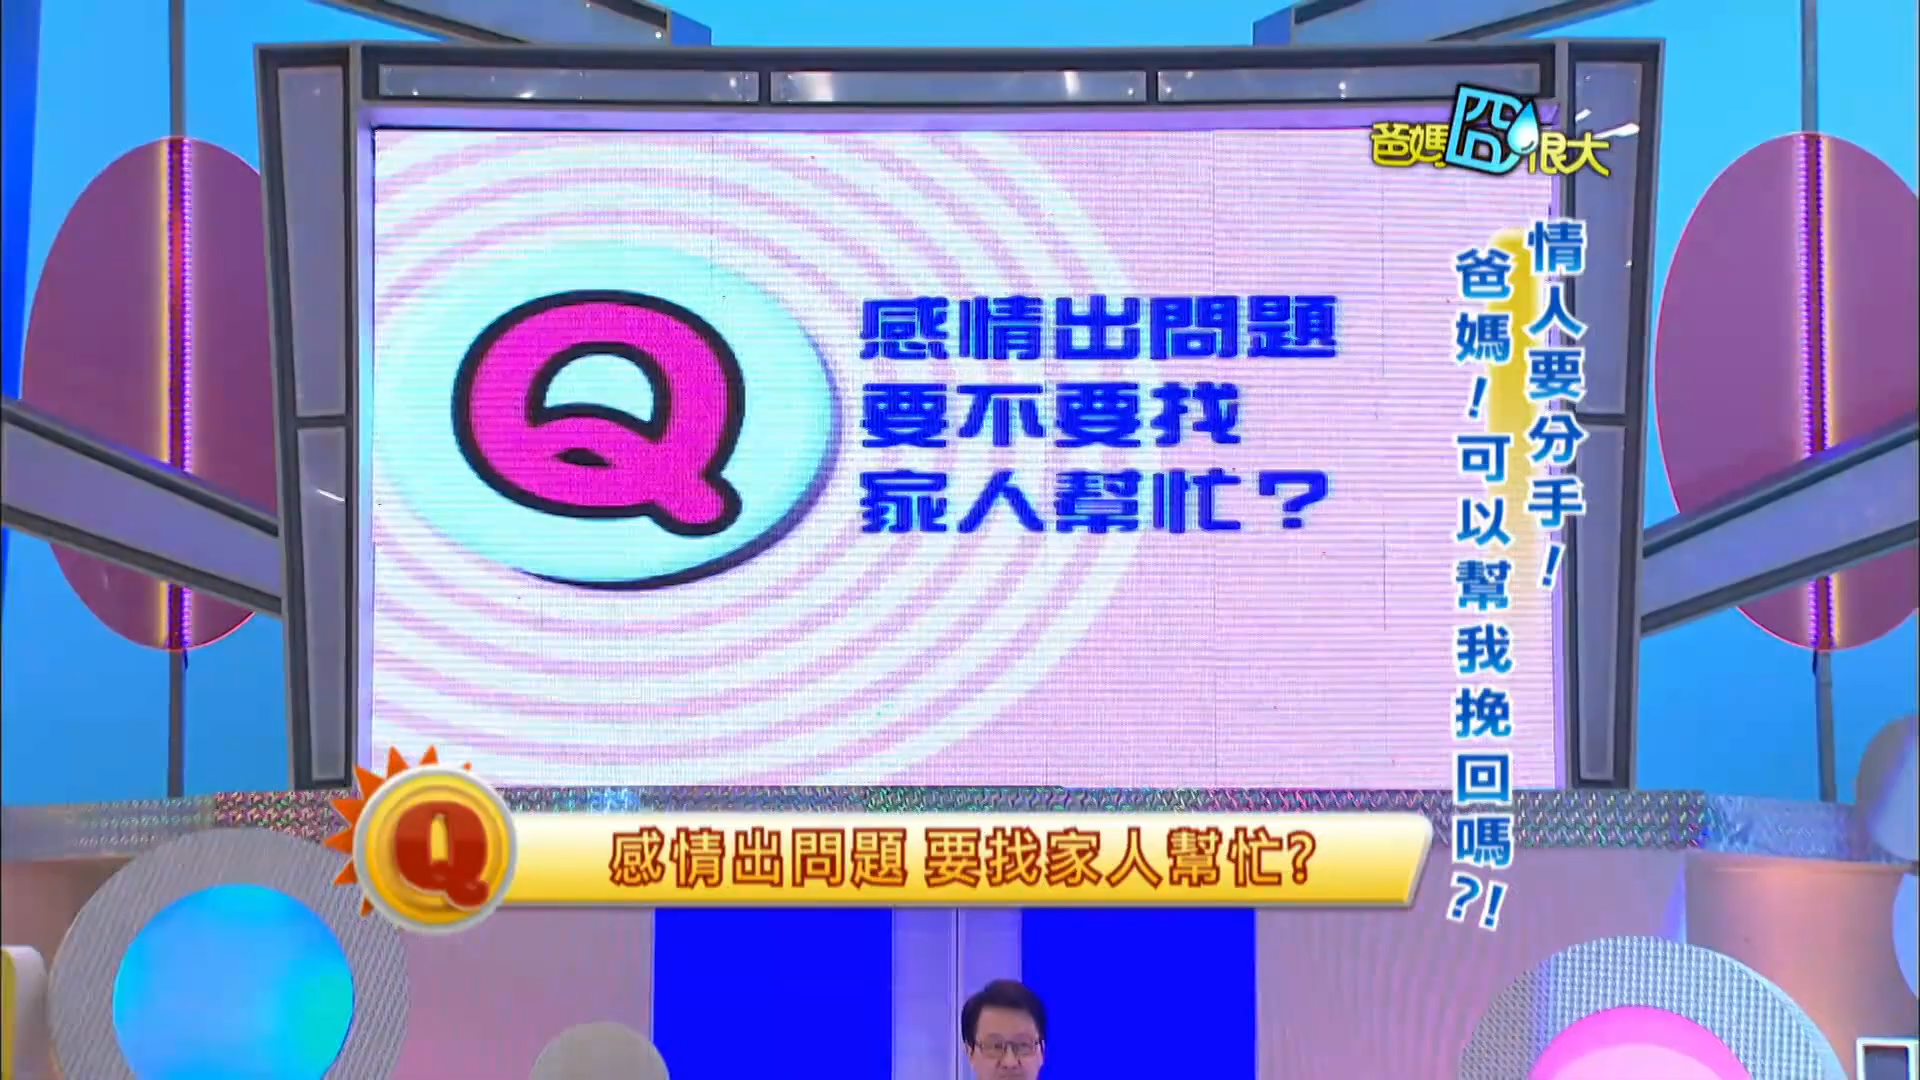 爸媽囧很大
情人要分手！
爸媽！可以幫我挽回嗎？！
Q
感情出問題
要不要找
家人幫忙？
Q
感情出問題 要找家人幫忙？